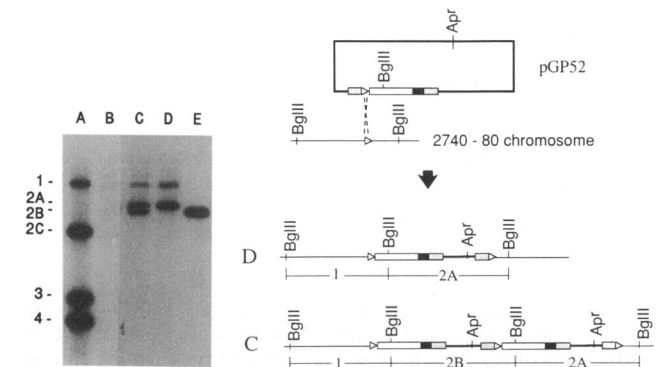 A B C D E
1 -
2A -
2B -
2C -
3 -
4 -
Apr
BglII
pGP52
BglII
BglII
2740 - 80 chromosome
BglII
BglII
Apr
BglII
D
1
2A
BglII
BglII
Apr
BglII
Apr
BglII
C
1
2B
2A